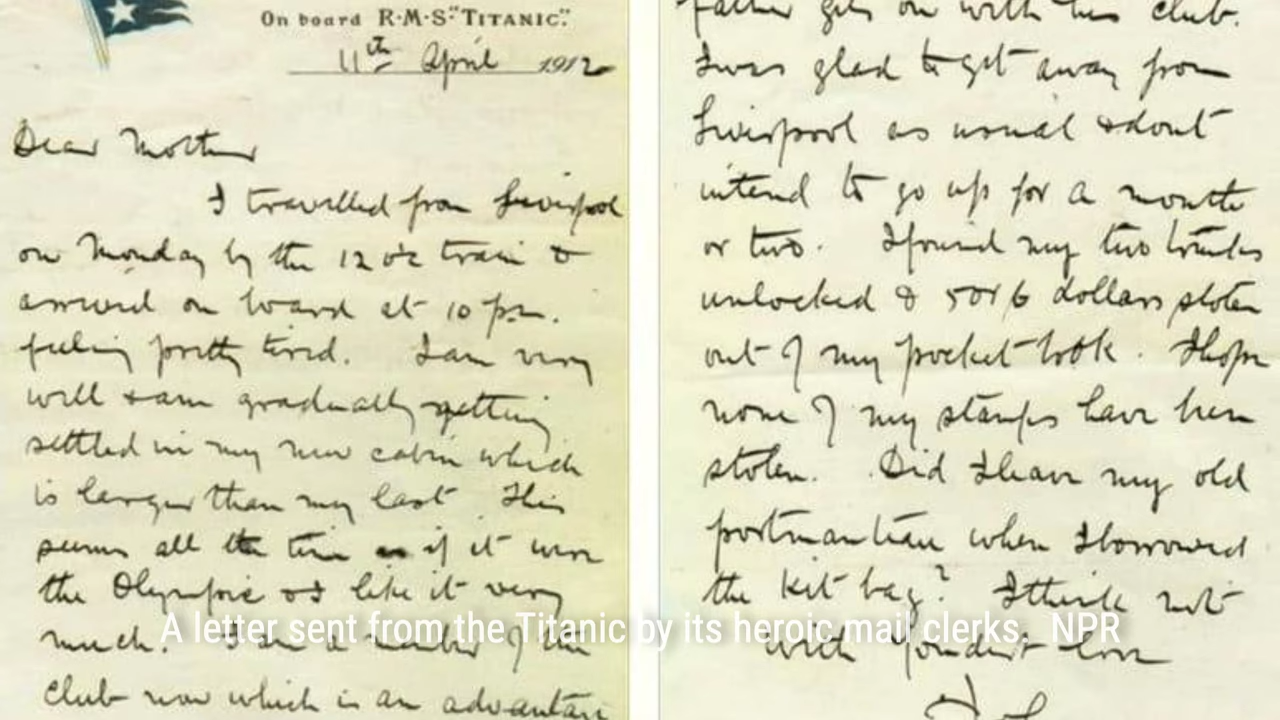 On board R·M·S·"TITANIC".
11th April 1912
Dear Mother
I travelled from Liverpool
on Monday by the 12 o'c train &
arrived on board at 10 p.m.
feeling pretty tired. I am very
well & am gradually getting
settled in my new cabin which
is larger than my last This
seems all the time as if it were
the Olympic & I like it very
much. I am a member of the
club now which is an advantage
father gets on with his club.
I was glad to get away from
Liverpool as usual & dont
intend to go up for a month
or two. I found my two trunks
unlocked & 5 or 6 dollars stolen
out of my pocket book. I hope
none of my stamps have been
stolen. Did I leave my old
portmanteau when I borrowed
the kit bag? I think not
with fondest love
A letter sent from the Titanic by its heroic mail clerks. NPR